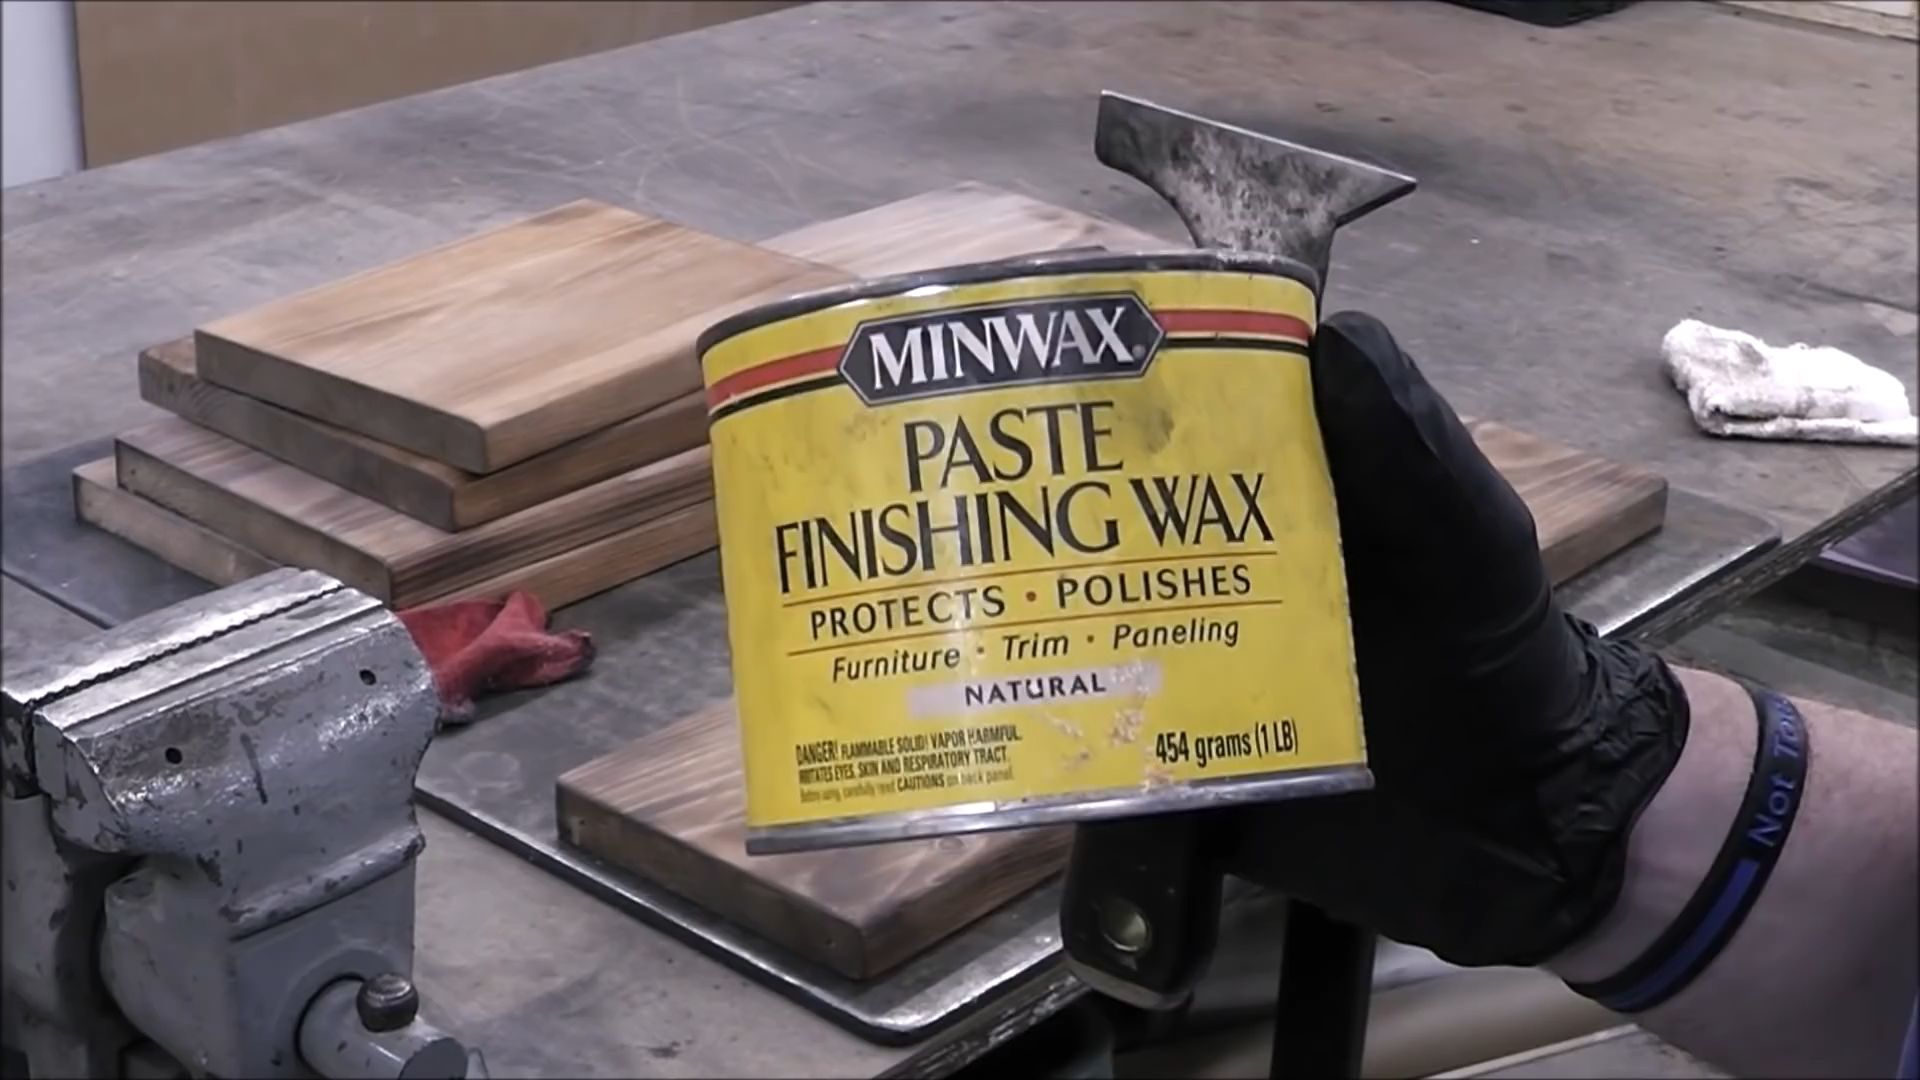 MINWAX®
PASTE
FINISHING WAX
PROTECTS • POLISHES
Furniture • Trim • Paneling
NATURAL
DANGER! FLAMMABLE SOLID! VAPOR HARMFUL.
IRRITATES EYES, SKIN AND RESPIRATORY TRACT.
CAUTIONS on back panel.
454 grams (1 LB)
Not